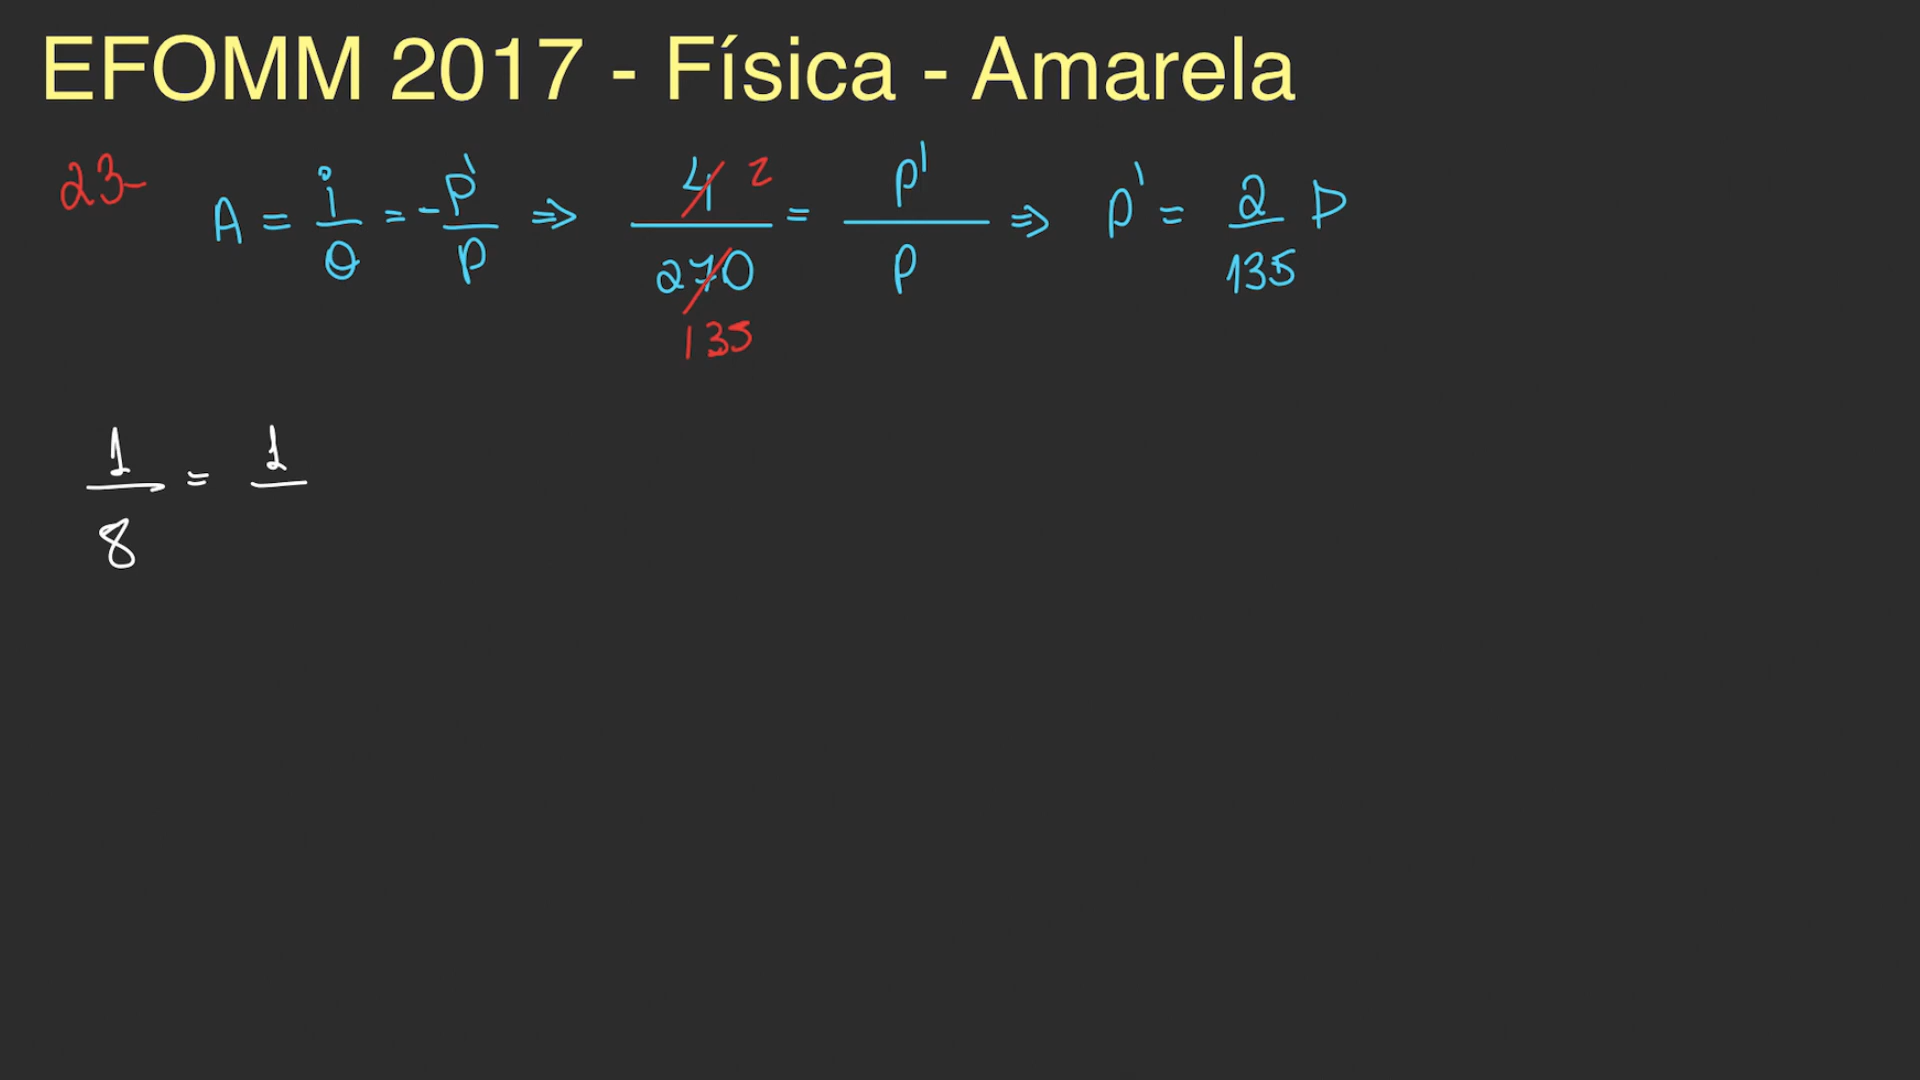 EFOMM 2017 - Física - Amarela
23- A = i/o = -p'/p ⇒ 4/270 = p'/p ⇒ p' = 2/135 p
2
135
1/8 = 1/